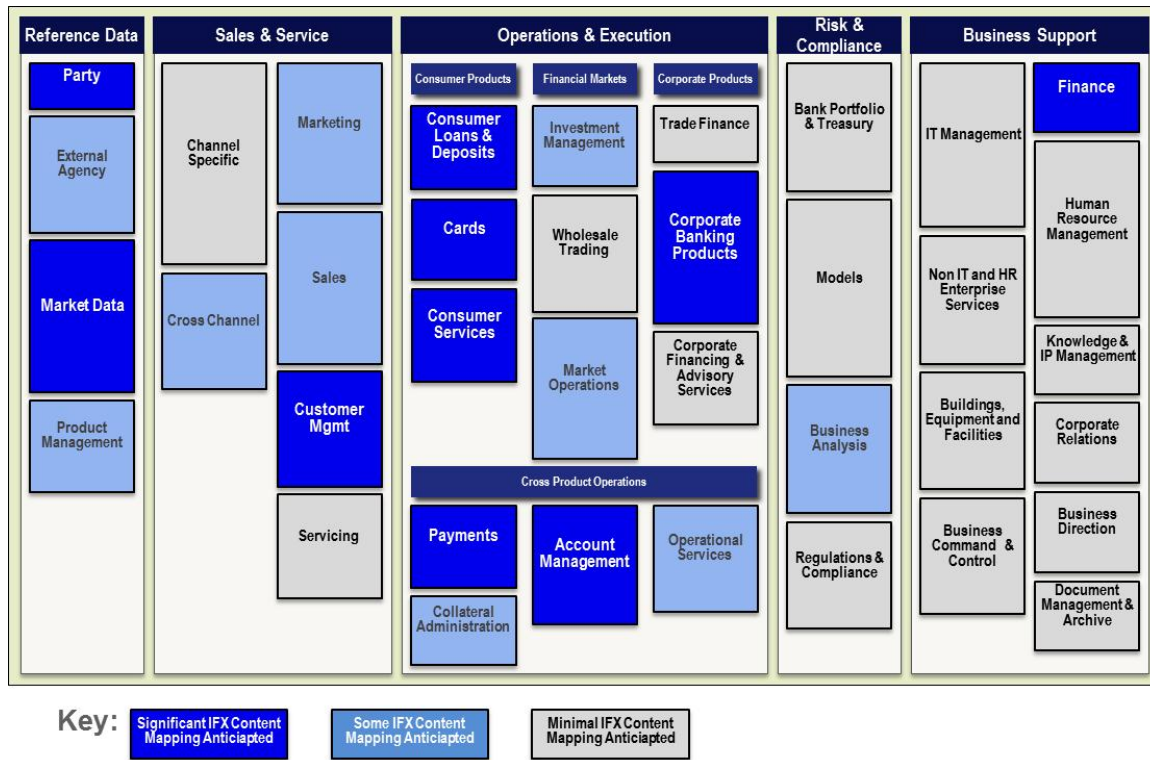 Reference Data
Party
External
Agency
Market Data
Product
Management
Sales & Service
Channel
Specific
Cross Channel
Marketing
Sales
Customer
Mgmt
Servicing
Operations & Execution
Consumer Products
Consumer
Loans &
Deposits
Cards
Consumer
Services
Financial Markets
Investment
Management
Wholesale
Trading
Market
Operations
Corporate Products
Trade Finance
Corporate
Banking
Products
Corporate
Financing &
Advisory
Services
Cross Product Operations
Payments
Collateral
Administration
Account
Management
Operational
Services
Risk &
Compliance
Bank Portfolio
& Treasury
Models
Business
Analysis
Regulations &
Compliance
Business Support
IT Management
Non IT and HR
Enterprise
Services
Buildings,
Equipment and
Facilities
Business
Command &
Control
Finance
Human
Resource
Management
Knowledge &
IP Management
Corporate
Relations
Business
Direction
Document
Management &
Archive
Key:
Significant IFX Content
Mapping Anticiapted
Some IFX Content
Mapping Anticiapted
Minimal IFX Content
Mapping Anticiapted